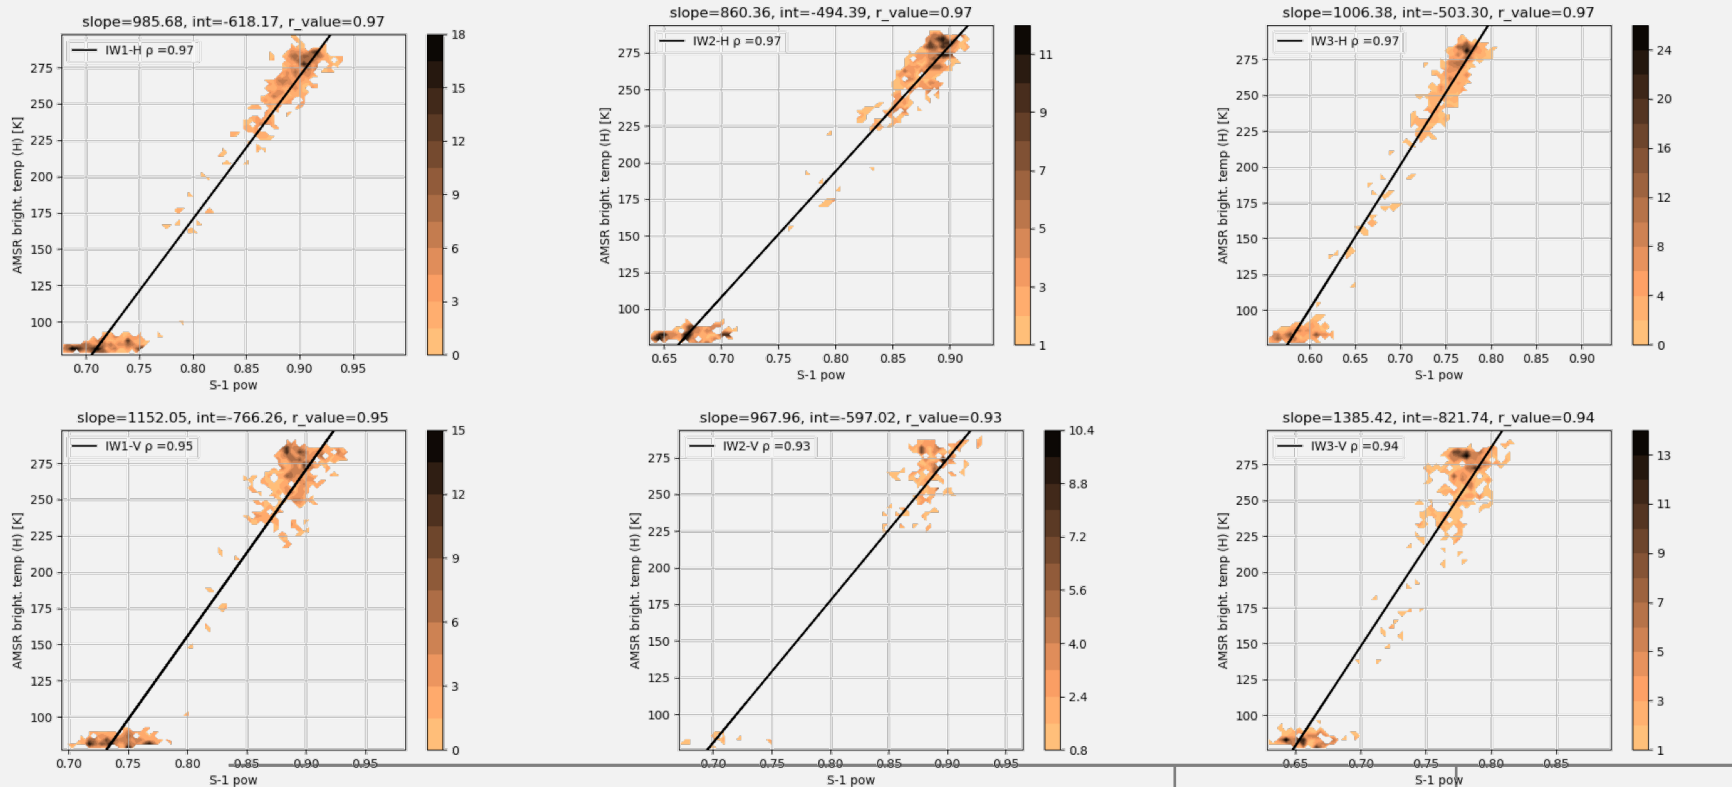 slope=985.68, int=-618.17, r_value=0.97
IW1-H ρ =0.97
AMSR bright. temp (H) [K]
275
250
225
200
175
150
125
100
0.70 0.75 0.80 0.85 0.90 0.95
S-1 pow
18
15
12
9
6
3
0
slope=860.36, int=-494.39, r_value=0.97
IW2-H ρ =0.97
AMSR bright. temp (H) [K]
275
250
225
200
175
150
125
100
0.65 0.70 0.75 0.80 0.85 0.90
S-1 pow
11
9
7
5
3
1
slope=1006.38, int=-503.30, r_value=0.97
IW3-H ρ =0.97
AMSR bright. temp (H) [K]
275
250
225
200
175
150
125
100
0.60 0.65 0.70 0.75 0.80 0.85 0.90
S-1 pow
24
20
16
12
8
4
0
slope=1152.05, int=-766.26, r_value=0.95
IW1-V ρ =0.95
AMSR bright. temp (H) [K]
275
250
225
200
175
150
125
100
0.70 0.75 0.80 0.85 0.90 0.95
S-1 pow
15
12
9
6
3
0
slope=967.96, int=-597.02, r_value=0.93
IW2-V ρ =0.93
AMSR bright. temp (H) [K]
275
250
225
200
175
150
125
100
0.70 0.75 0.80 0.85 0.90 0.95
S-1 pow
10.4
8.8
7.2
5.6
4.0
2.4
0.8
slope=1385.42, int=-821.74, r_value=0.94
IW3-V ρ =0.94
AMSR bright. temp (H) [K]
275
250
225
200
175
150
125
100
0.65 0.70 0.75 0.80 0.85
S-1 pow
13
11
9
7
5
3
1